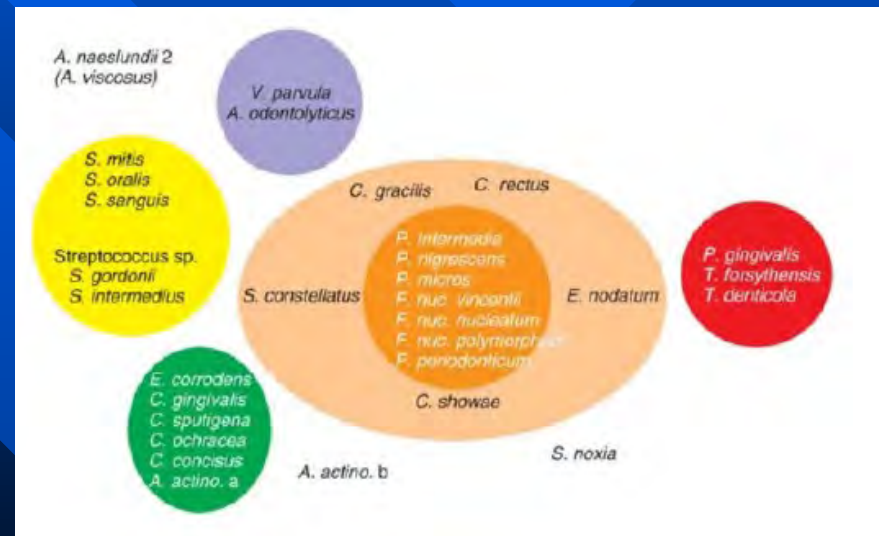 A. naeslundii 2
(A. viscosus)
V. parvula
A. odontolyticus
S. mitis
S. oralis
S. sanguis
Streptococcus sp.
S. gordonii
S. intermedius
C. gracilis
C. rectus
P. intermedia
P. nigrescens
P. micros
F. nuc. vincentii
F. nuc. nucleatum
F. nuc. polymorphum
F. periodonticum
S. constellatus
E. nodatum
C. showae
P. gingivalis
T. forsythensis
T. denticola
E. corrodens
C. gingivalis
C. sputigena
C. ochracea
C. concisus
A. actino. a
A. actino. b
S. noxia